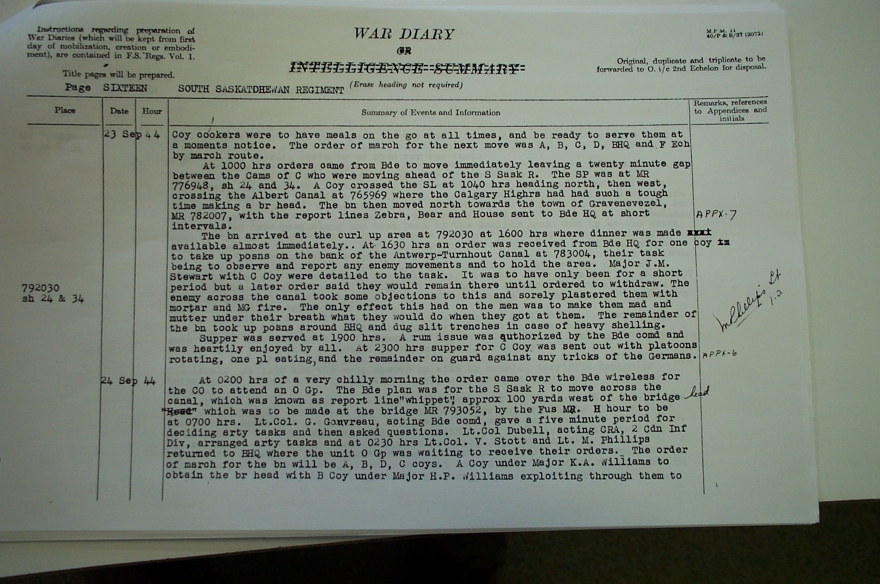 Instructions regarding preparation of
War Diaries (which will be kept from first
day of mobilization, creation or embodi-
ment), are contained in F.S. Regs. Vol. 1.
Title pages will be prepared.
WAR DIARY
OR
INTELLIGENCE SUMMARY
(Erase heading not required)
Original, duplicate and triplicate to be
forwarded to O. i/c 2nd Echelon for disposal.
Page SIXTEEN SOUTH SASKATDHEWAN REGIMENT
Place Date Hour Summary of Events and Information Remarks, references
to Appendices and
initials
23 Sep 44 Coy cookers were to have meals on the go at all times, and be ready to serve them at
a moments notice. The order of march for the next move was A, B, C, D, BHQ and F Ech
by march route.
At 1000 hrs orders came from Bde to move immediately leaving a twenty minute gap
between the Cams of C who were moving ahead of the S Sask R. The SP was at MR
776948, sh 24 and 34. A Coy crossed the SL at 1040 hrs heading north, then west,
crossing the Albert Canal at 765969 where the Calgary Highrs had had such a tough
time making a br head. The bn then moved north towards the town of Gravenevezel,
MR 782007, with the report lines Zebra, Bear and House sent to Bde HQ at short APPX-7
intervals.
The bn arrived at the curl up area at 792030 at 1600 hrs where dinner was made
available almost immediately.. At 1630 hrs an order was received from Bde HQ for one coy
to take up posns on the bank of the Antwerp-Turnhout Canal at 783004, their task
being to observe and report any enemy movements and to hold the area. Major J.M.
Stewart with C Coy were detailed to the task. It was to have only been for a short
792030 period but a later order said they would remain there until ordered to withdraw. The
sh 24 & 34 enemy across the canal took some objections to this and sorely plastered them with
mortar and MG fire. The only effect this had on the men was to make them mad and
mutter under their breath what they would do when they got at them. The remainder of
the bn took up posns around BHQ and dug slit trenches in case of heavy shelling.
Supper was served at 1900 hrs. A rum issue was authorized by the Bde comd and
was heartily enjoyed by all. At 2300 hrs supper for C Coy was sent out with platoons
rotating, one pl eating,and the remainder on guard against any tricks of the Germans. APPX-6
24 Sep 44 At 0200 hrs of a very chilly morning the order came over the Bde wireless for
the CO to attend an O Gp. The Bde plan was for the S Sask R to move across the
canal, which was known as report line"whippet", approx 100 yards west of the bridge head
which was to be made at the bridge MR 793052, by the Fus MR. H hour to be
at 0700 hrs. Lt.Col. G. Gouvreau, acting Bde comd, gave a five minute period for
deciding arty tasks and then asked questions. Lt.Col Dubell, acting CRA, 2 Cdn Inf
Div, arranged arty tasks and at 0230 hrs Lt.Col. V. Stott and Lt. M. Phillips
returned to BHQ where the unit O Gp was waiting to receive their orders. The order
of march for the bn will be A, B, D, C coys. A Coy under Major K.A. Williams to
obtain the br head with B Coy under Major H.P. Williams exploiting through them to